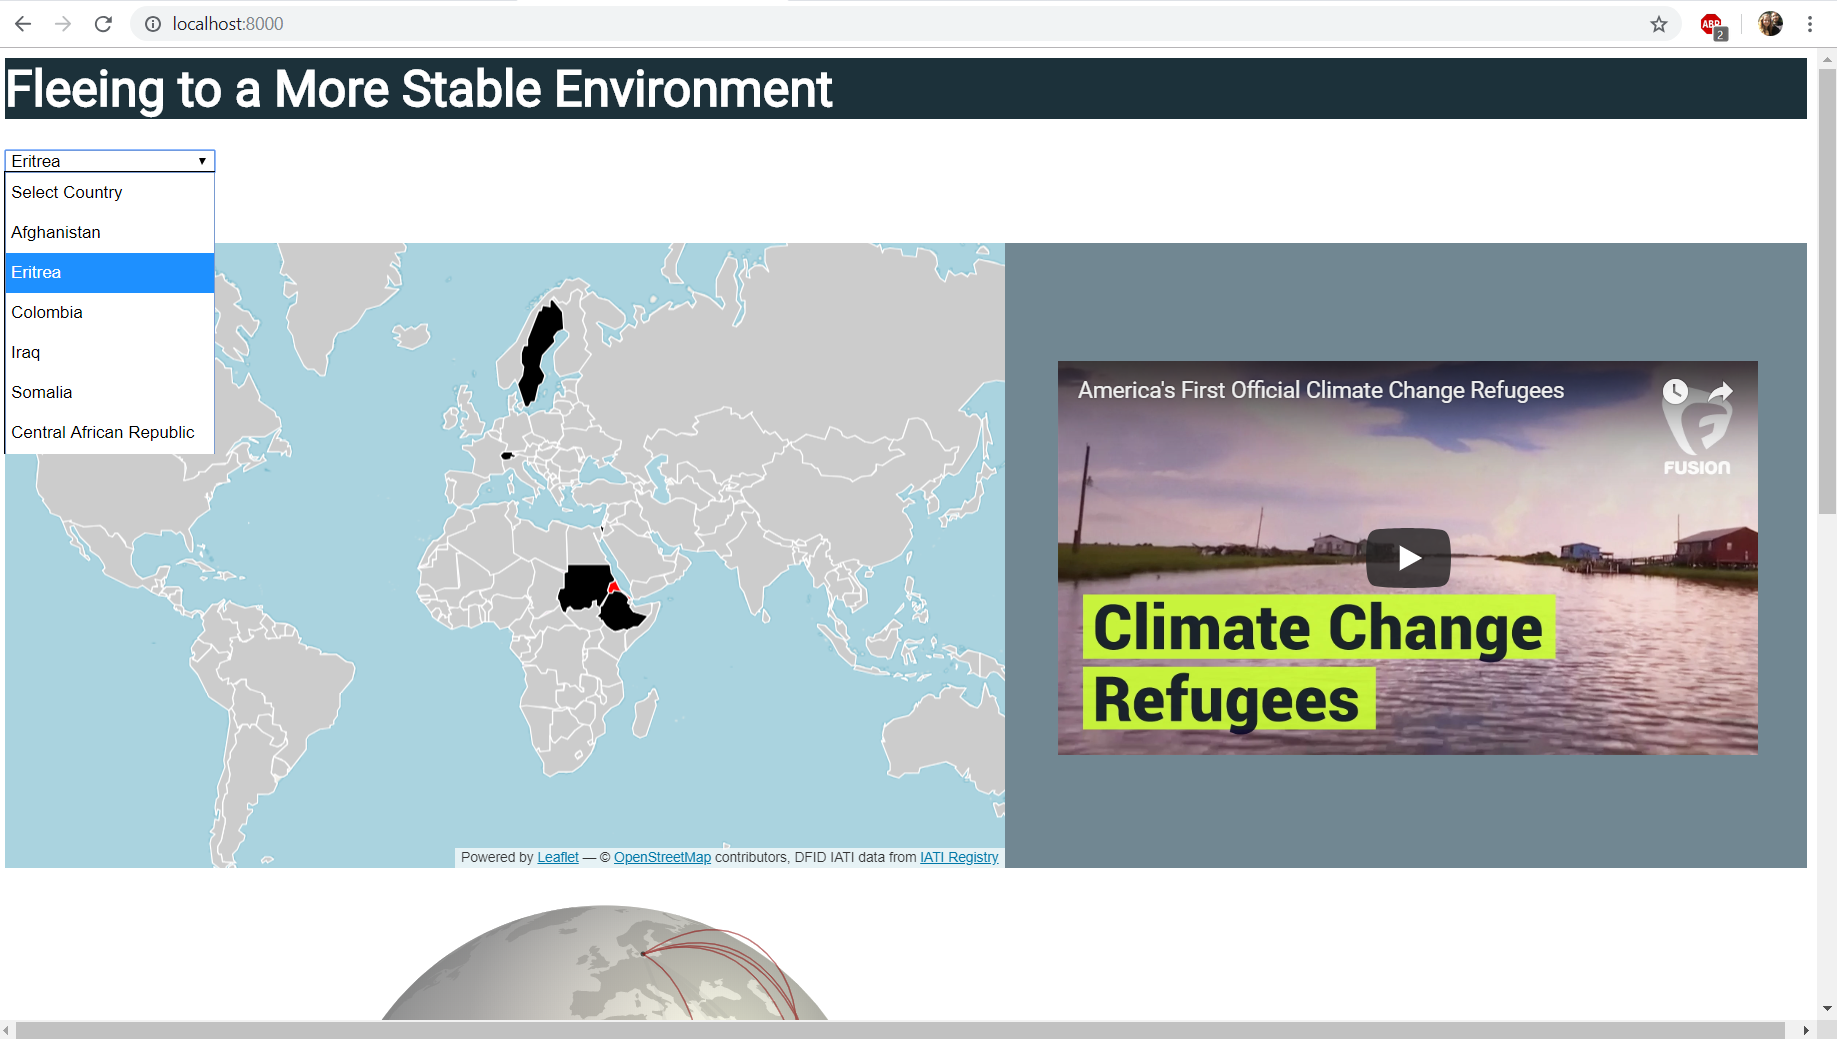 localhost:8000
ABP
2
Fleeing to a More Stable Environment
Eritrea
Select Country
Afghanistan
Eritrea
Colombia
Iraq
Somalia
Central African Republic
America's First Official Climate Change Refugees
FUSION
Climate Change
Refugees
Powered by Leaflet — © OpenStreetMap contributors, DFID IATI data from IATI Registry